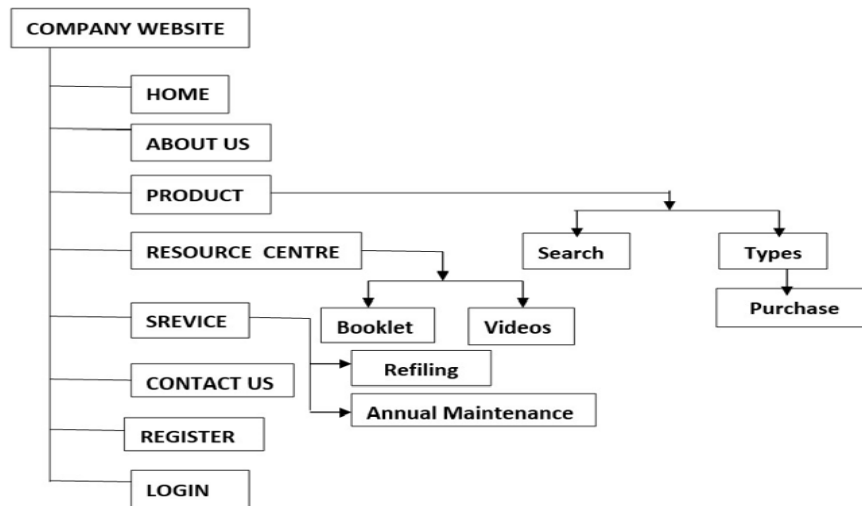 COMPANY WEBSITE
HOME
ABOUT US
PRODUCT
RESOURCE CENTRE
Search
Types
SREVICE
Booklet
Videos
Purchase
Refiling
CONTACT US
Annual Maintenance
REGISTER
LOGIN